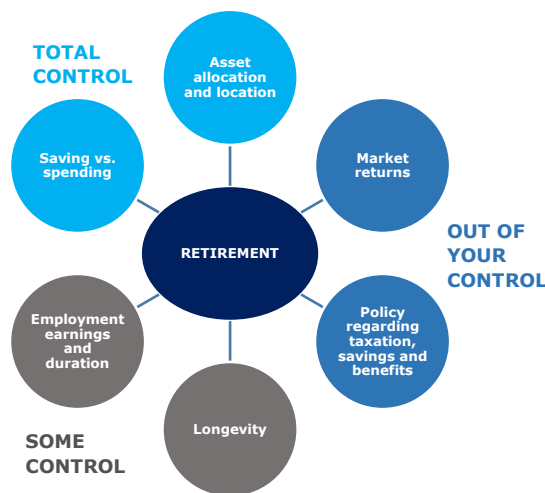 TOTAL
CONTROL
Asset
allocation
and location
Saving vs.
spending
Market
returns
RETIREMENT
OUT OF
YOUR
CONTROL
Employment
earnings
and
duration
Policy
regarding
taxation,
savings and
benefits
Longevity
SOME
CONTROL